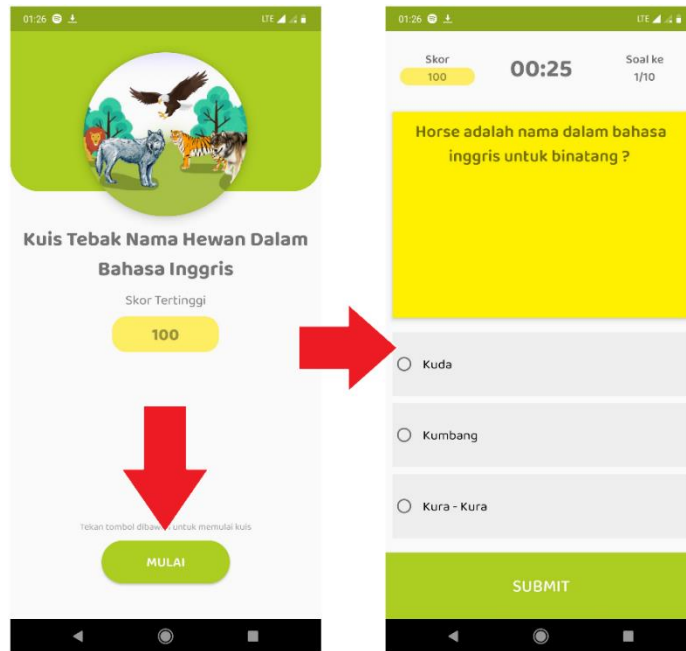 01:26 LTE
Kuis Tebak Nama Hewan Dalam
Bahasa Inggris
Skor Tertinggi
100
Tekan tombol dibawah untuk memulai kuis
MULAI
01:26 LTE
Skor
100
00:25
Soal ke
1/10
Horse adalah nama dalam bahasa
inggris untuk binatang ?
Kuda
Kumbang
Kura - Kura
SUBMIT